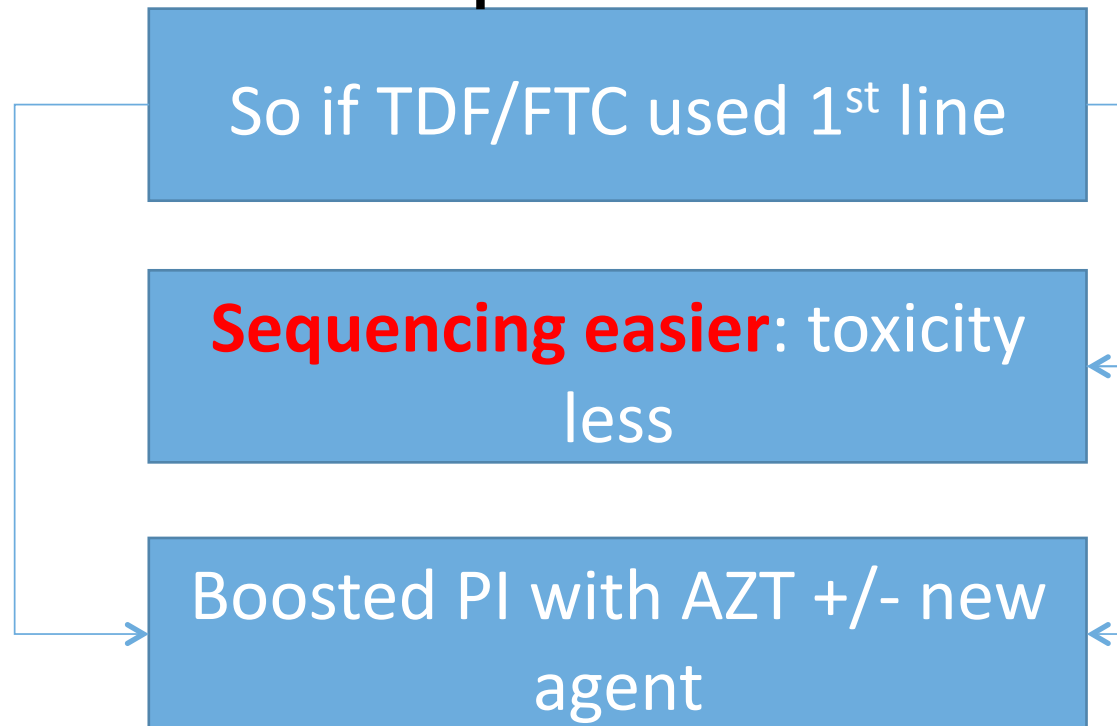 So if TDF/FTC used 1st line
Sequencing easier: toxicity
less
Boosted PI with AZT +/- new
agent